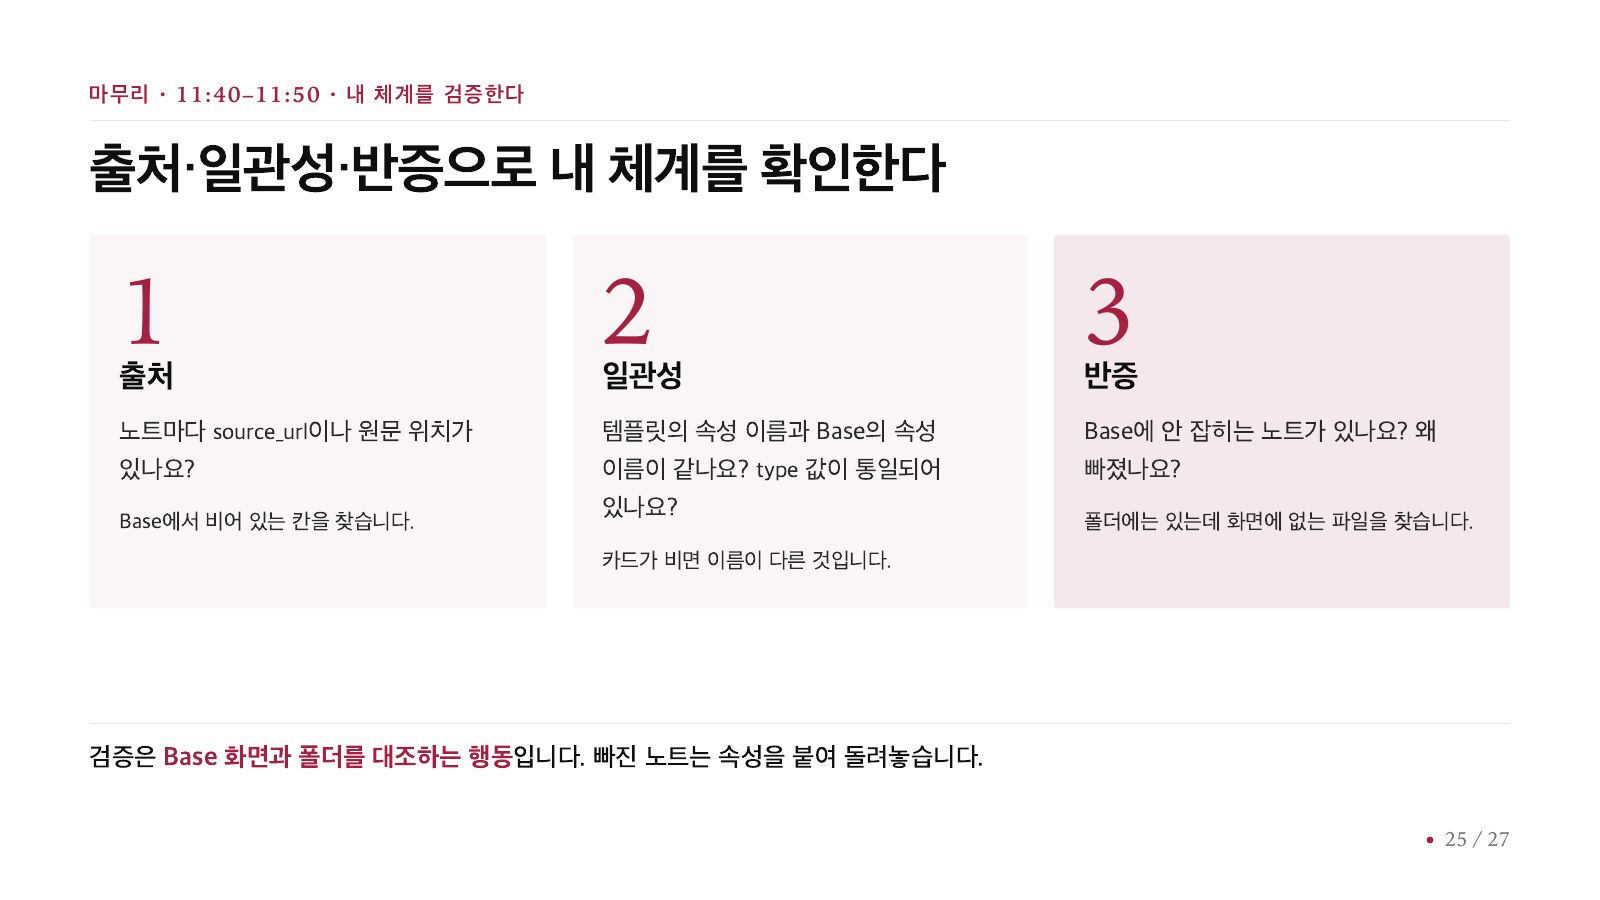 마무리 · 11:40–11:50 · 내 체계를 검증한다
출처·일관성·반증으로 내 체계를 확인한다
1
출처
노트마다 source_url이나 원문 위치가
있나요?
Base에서 비어 있는 칸을 찾습니다.
2
일관성
템플릿의 속성 이름과 Base의 속성
이름이 같나요? type 값이 통일되어
있나요?
카드가 비면 이름이 다른 것입니다.
3
반증
Base에 안 잡히는 노트가 있나요? 왜
빠졌나요?
폴더에는 있는데 화면에 없는 파일을 찾습니다.
검증은 Base 화면과 폴더를 대조하는 행동입니다. 빠진 노트는 속성을 붙여 돌려놓습니다.
• 25 / 27